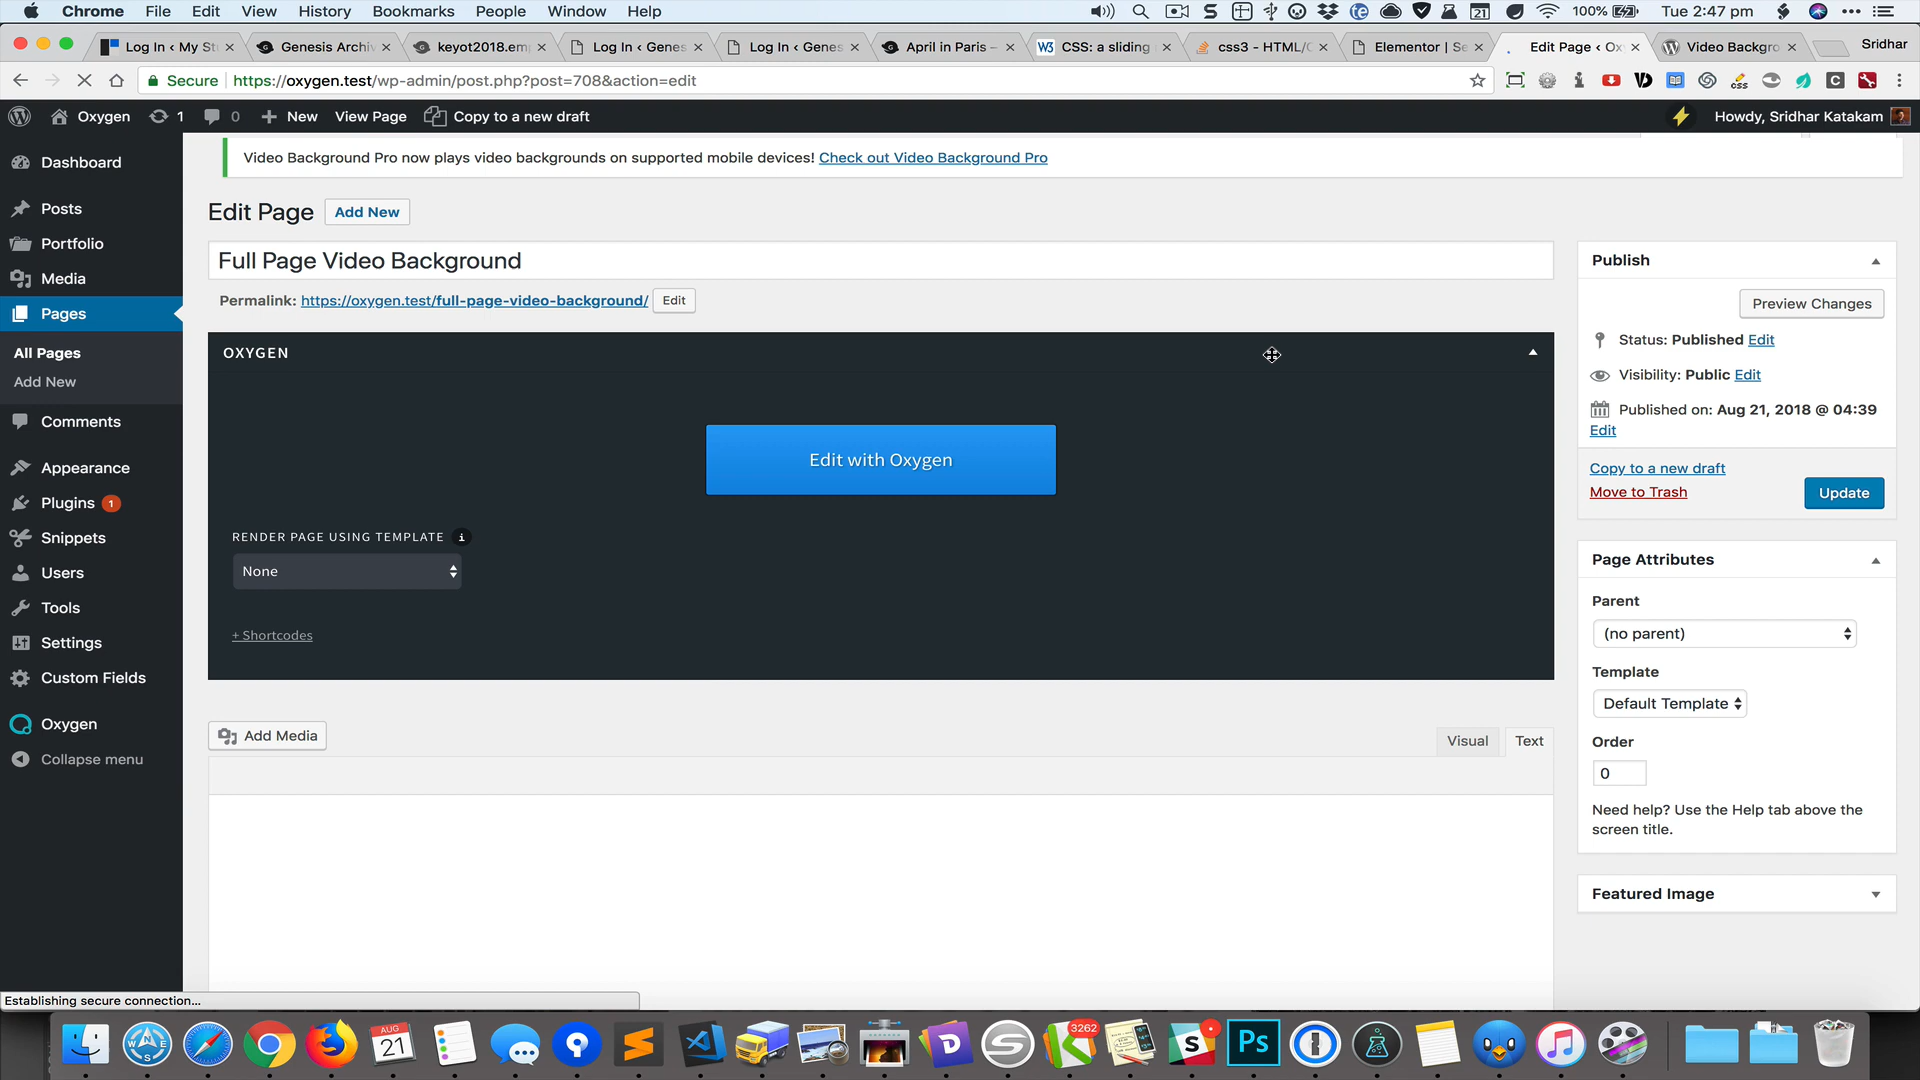 Chrome File Edit View History Bookmarks People Window Help 100% Tue 2:47 pm
Log In ‹ My St Genesis Archiv keyot2018.em Log In ‹ Genes Log In ‹ Genes April in Paris – CSS: a sliding css3 - HTML/C Elementor | Se Edit Page ‹ Ox Video Backgro Sridhar
Secure https://oxygen.test/wp-admin/post.php?post=708&action=edit
Oxygen 1 0 New View Page Copy to a new draft Howdy, Sridhar Katakam
Video Background Pro now plays video backgrounds on supported mobile devices! Check out Video Background Pro
Dashboard
Posts
Portfolio
Media
Pages
All Pages
Add New
Comments
Appearance
Plugins 1
Snippets
Users
Tools
Settings
Custom Fields
Oxygen
Collapse menu
Edit Page Add New
Full Page Video Background
Permalink: https://oxygen.test/full-page-video-background/ Edit
OXYGEN
Edit with Oxygen
RENDER PAGE USING TEMPLATE i
None
+ Shortcodes
Add Media
Visual Text
Publish
Preview Changes
Status: Published Edit
Visibility: Public Edit
Published on: Aug 21, 2018 @ 04:39
Edit
Copy to a new draft
Move to Trash
Update
Page Attributes
Parent
(no parent)
Template
Default Template
Order
0
Need help? Use the Help tab above the
screen title.
Featured Image
Establishing secure connection...
AUG
21
3262
Ps